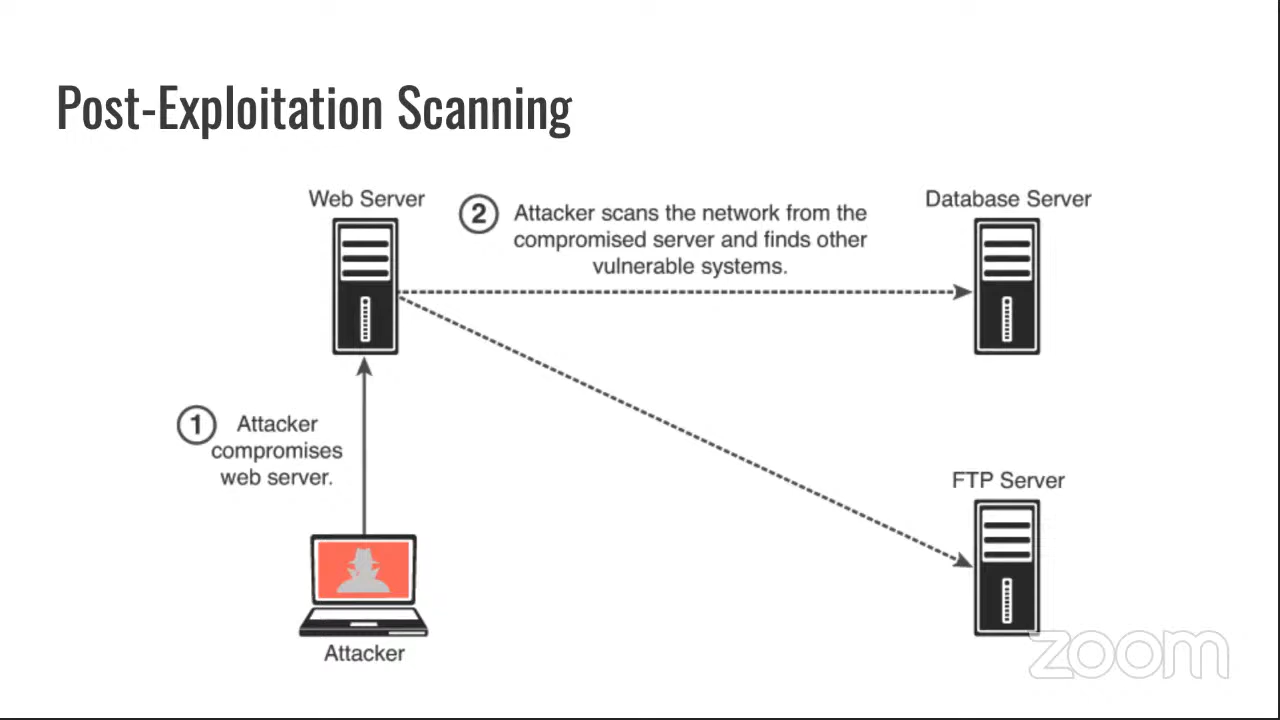 Post-Exploitation Scanning
Web Server
2
Attacker scans the network from the
compromised server and finds other
vulnerable systems.
Database Server
1
Attacker
compromises
web server.
FTP Server
Attacker
zoom